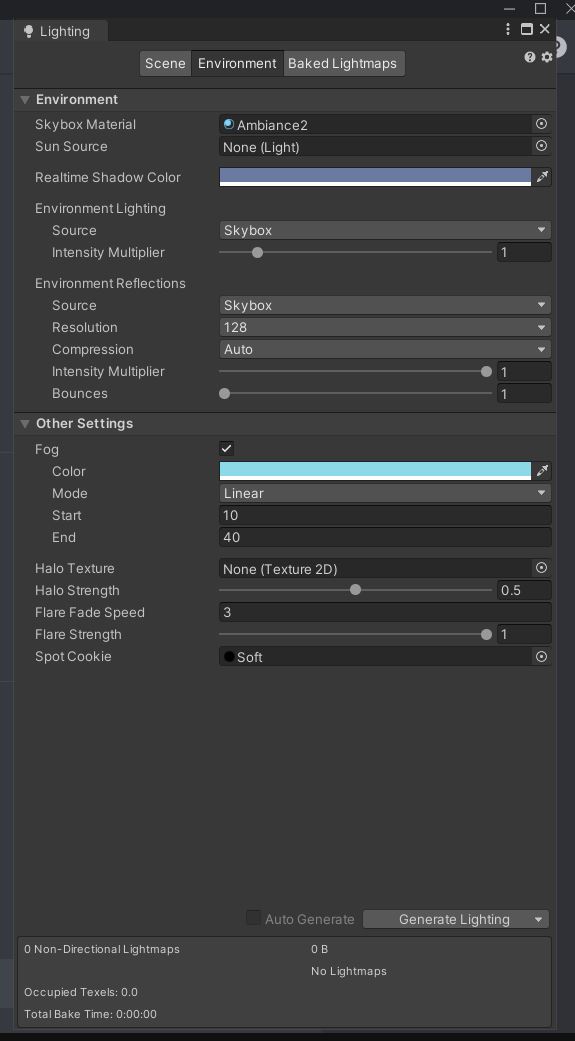 Lighting
Scene Environment Baked Lightmaps
Environment
Skybox Material Ambiance2
Sun Source None (Light)
Realtime Shadow Color
Environment Lighting
Source Skybox
Intensity Multiplier 1
Environment Reflections
Source Skybox
Resolution 128
Compression Auto
Intensity Multiplier 1
Bounces 1
Other Settings
Fog
Color
Mode Linear
Start 10
End 40
Halo Texture None (Texture 2D)
Halo Strength 0.5
Flare Fade Speed 3
Flare Strength 1
Spot Cookie Soft
Auto Generate Generate Lighting
0 Non-Directional Lightmaps 0 B
No Lightmaps
Occupied Texels: 0.0
Total Bake Time: 0:00:00